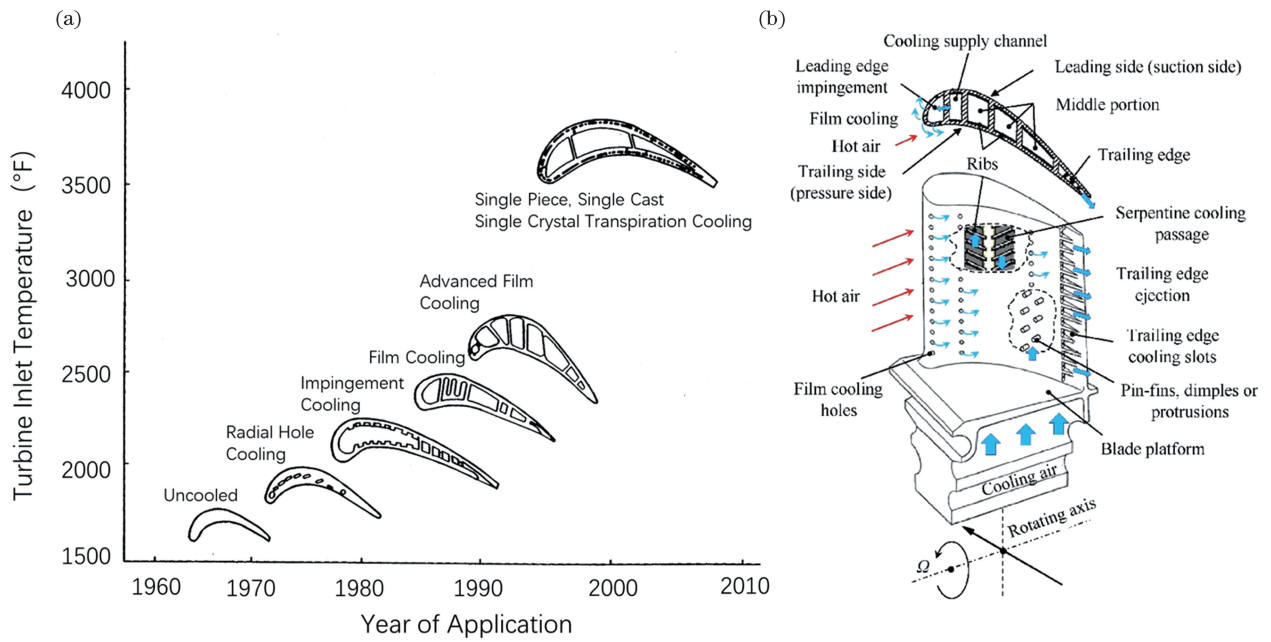 (a)
Turbine Inlet Temperature (°F)
4000
3500
3000
2500
2000
1500
1960
1970
1980
1990
2000
2010
Year of Application
Uncooled
Radial Hole
Cooling
Impingement
Cooling
Film Cooling
Advanced Film
Cooling
Single Piece, Single Cast
Single Crystal Transpiration Cooling
(b)
Cooling supply channel
Leading edge
impingement
Leading side (suction side)
Middle portion
Film cooling
Hot air
Trailing side
(pressure side)
Ribs
Trailing edge
Serpentine cooling
passage
Hot air
Trailing edge
ejection
Trailing edge
cooling slots
Film cooling
holes
Pin-fins, dimples or
protrusions
Blade platform
Cooling air
Rotating axis
Ω